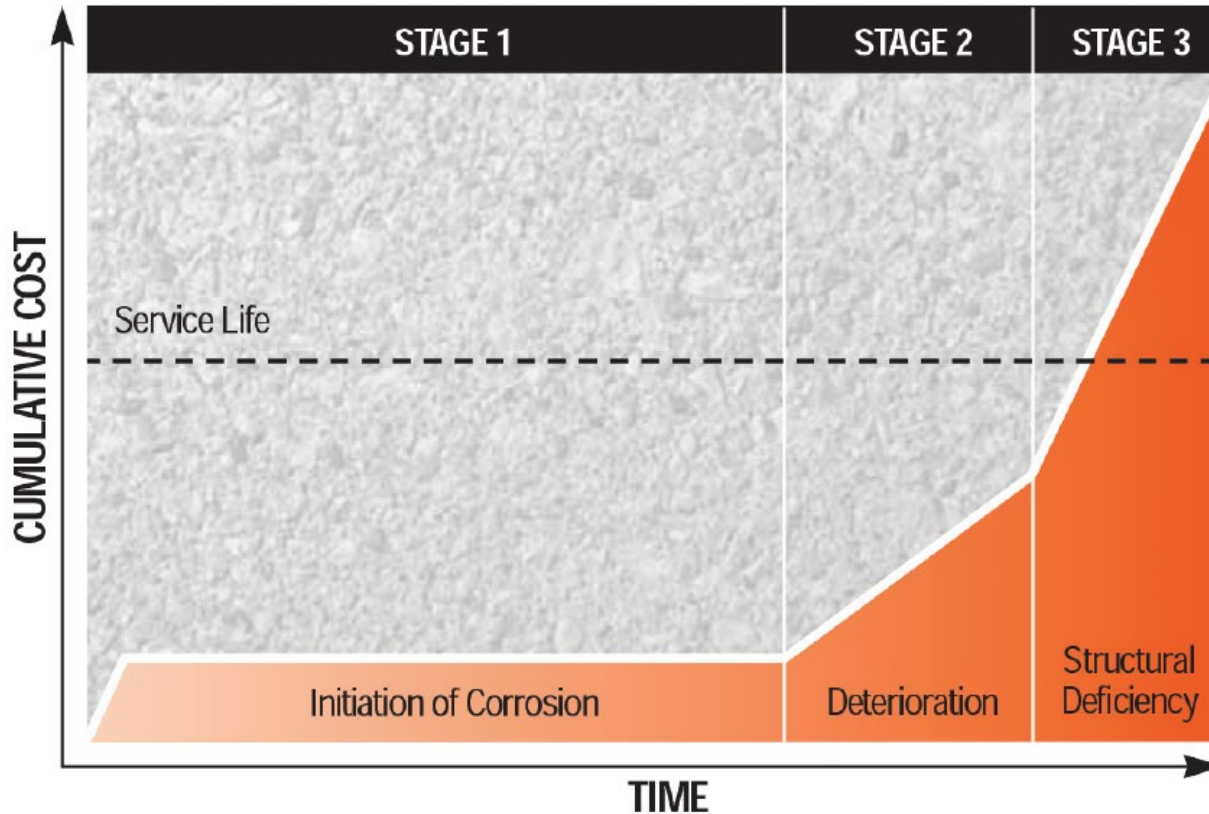 STAGE 1
STAGE 2
STAGE 3
CUMULATIVE COST
Service Life
Initiation of Corrosion
Deterioration
Structural
Deficiency
TIME